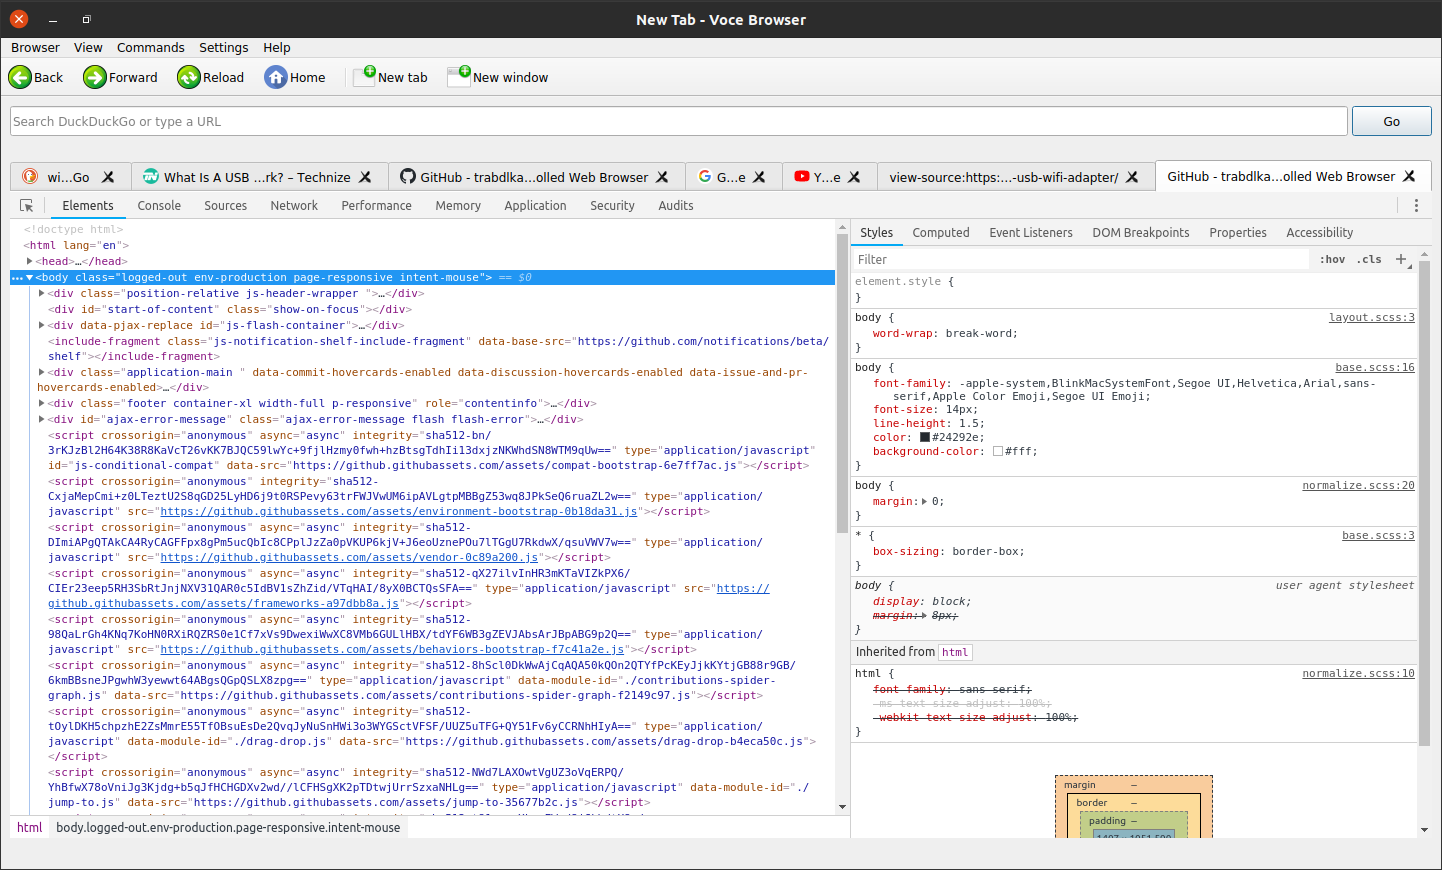 New Tab - Voce Browser
Browser View Commands Settings Help
Back Forward Reload Home New tab New window
Search DuckDuckGo or type a URL
Go
wi...Go What Is A USB ...rk? – Technize GitHub - trabdlka...olled Web Browser G...e Y...e view-source:https:...-usb-wifi-adapter/ GitHub - trabdlka...olled Web Browser
Elements Console Sources Network Performance Memory Application Security Audits
<!doctype html>
<html lang="en">
<head>…</head>
<body class="logged-out env-production page-responsive intent-mouse"> == $0
<div class="position-relative js-header-wrapper ">…</div>
<div id="start-of-content" class="show-on-focus"></div>
<div data-pjax-replace id="js-flash-container">…</div>
<include-fragment class="js-notification-shelf-include-fragment" data-base-src="https://github.com/notifications/beta/
shelf"></include-fragment>
<div class="application-main " data-commit-hovercards-enabled data-discussion-hovercards-enabled data-issue-and-pr-
hovercards-enabled>…</div>
<div class="footer container-xl width-full p-responsive" role="contentinfo">…</div>
<div id="ajax-error-message" class="ajax-error-message flash flash-error">…</div>
<script crossorigin="anonymous" async="async" integrity="sha512-bn/
3rKJzBl2H64K38R8KaVcT26vKK7BJQC59lwYc+9fjlHzmy0fwh+hzBtsgTdhIi13dxjzNKWhdSN8WTM9qUw==" type="application/javascript"
id="js-conditional-compat" data-src="https://github.githubassets.com/assets/compat-bootstrap-6e7ff7ac.js"></script>
<script crossorigin="anonymous" integrity="sha512-
CxjaMepCmi+z0LTeztU2S8qGD25LyHD6j9t0RSPevy63trFWJVwUM6ipAVLgtpMBBgZ53wq8JPkSeQ6ruaZL2w==" type="application/
javascript" src="https://github.githubassets.com/assets/environment-bootstrap-0b18da31.js"></script>
<script crossorigin="anonymous" async="async" integrity="sha512-
DImiAPgQTAkCA4RyCAGFFpx8gPm5ucQbIc8CPplJzZa0pVKUP6kjV+J6eoUznePOu7lTGgU7RkdwX/qsuVWV7w==" type="application/
javascript" src="https://github.githubassets.com/assets/vendor-0c89a200.js"></script>
<script crossorigin="anonymous" async="async" integrity="sha512-qX27ilvInHR3mKTaVIZkPX6/
CIEr23eep5RH3SbRtJnjNXV31QAR0c5IdBV1sZhZid/VTqHAI/8yX0BCTQsSFA==" type="application/javascript" src="https://
github.githubassets.com/assets/frameworks-a97dbb8a.js"></script>
<script crossorigin="anonymous" async="async" integrity="sha512-
98QaLrGh4KNq7KoHN0RXiRQZRS0e1Cf7xVs9DwexiWwXC8VMb6GULlHBX/tdYF6WB3gZEVJAbsArJBpABG9p2Q==" type="application/
javascript" src="https://github.githubassets.com/assets/behaviors-bootstrap-f7c41a2e.js"></script>
<script crossorigin="anonymous" async="async" integrity="sha512-8hScl0DkWwAjCqAQA50kQOn2QTYfPcKEyJjkKYtjGB88r9GB/
6kmBBsneJPgwhW3yewwt64ABgsQGpQSLX8zpg==" type="application/javascript" data-module-id="./contributions-spider-
graph.js" data-src="https://github.githubassets.com/assets/contributions-spider-graph-f2149c97.js"></script>
<script crossorigin="anonymous" async="async" integrity="sha512-
tOylDKH5chpzhE2ZsMmrE55TfOBsuEsDe2QvqJyNuSnHWi3o3WYGSctVFSF/UUZ5uTFG+QY51Fv6yCCRNhHIyA==" type="application/
javascript" data-module-id="./drag-drop.js" data-src="https://github.githubassets.com/assets/drag-drop-b4eca50c.js">
</script>
<script crossorigin="anonymous" async="async" integrity="sha512-NWd7LAXOwtVgUZ3oVqERPQ/
YhBfwX78oVniJg3Kjdg+b5qJfHCHGDXv2wd//lCFHSgXK2pTDtwjUrrSzxaNHLg==" type="application/javascript" data-module-id="./
jump-to.js" data-src="https://github.githubassets.com/assets/jump-to-35677b2c.js"></script>
html body.logged-out.env-production.page-responsive.intent-mouse
Styles Computed Event Listeners DOM Breakpoints Properties Accessibility
Filter :hov .cls +
element.style {
}
body { layout.scss:3
word-wrap: break-word;
}
body { base.scss:16
font-family: -apple-system,BlinkMacSystemFont,Segoe UI,Helvetica,Arial,sans-
serif,Apple Color Emoji,Segoe UI Emoji;
font-size: 14px;
line-height: 1.5;
color: #24292e;
background-color: #fff;
}
body { normalize.scss:20
margin: 0;
}
* { base.scss:3
box-sizing: border-box;
}
body { user agent stylesheet
display: block;
margin: 8px;
}
Inherited from html
html { normalize.scss:10
font-family: sans-serif;
-ms-text-size-adjust: 100%;
-webkit-text-size-adjust: 100%;
}
margin –
border –
padding –